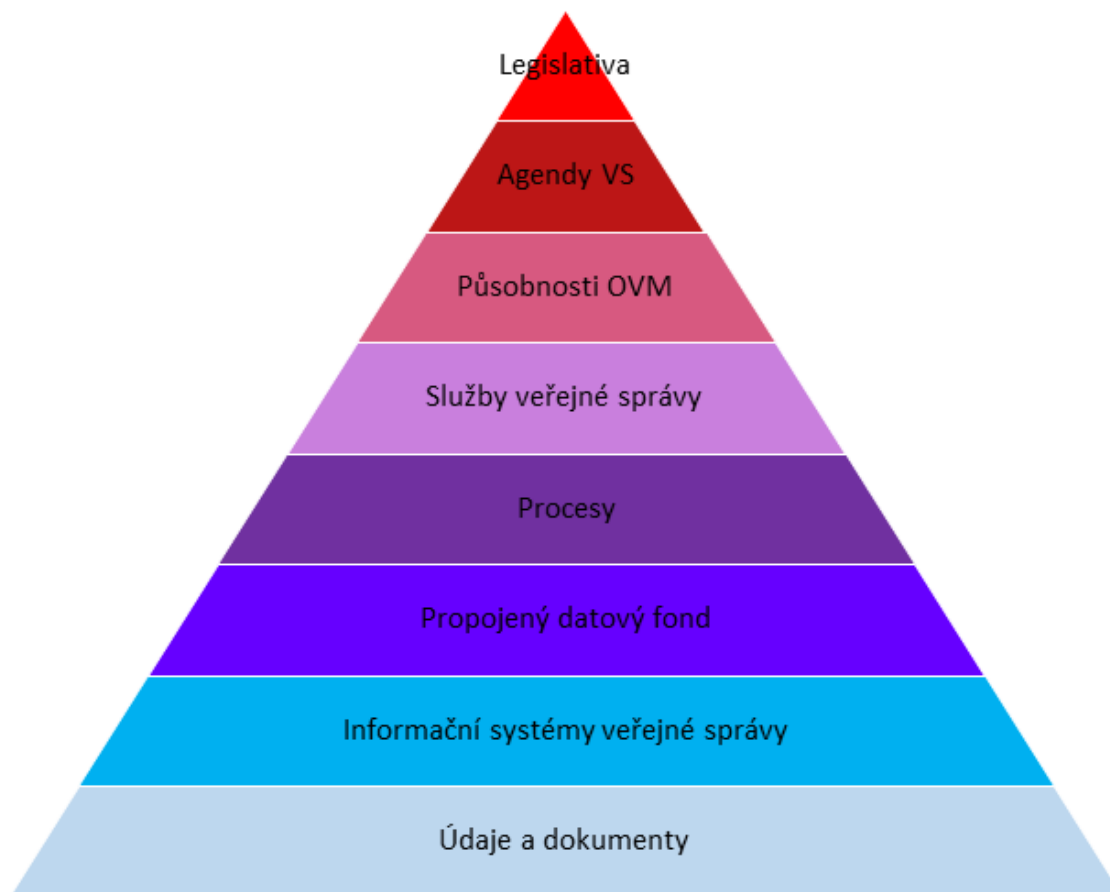 Legislativa
Agendy VS
Působnosti OVM
Služby veřejné správy
Procesy
Propojený datový fond
Informační systémy veřejné správy
Údaje a dokumenty